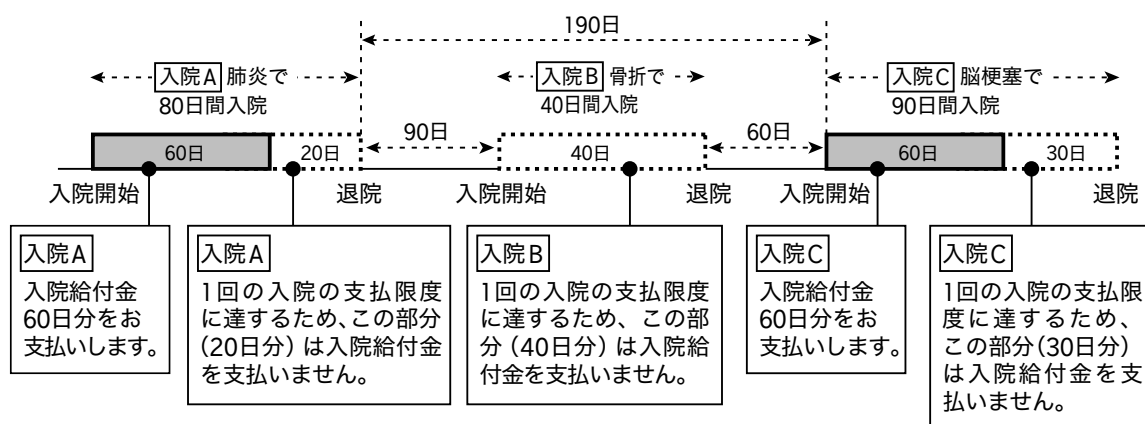 190日
入院A 肺炎で
80日間入院
入院B 骨折で
40日間入院
入院C 脳梗塞で
90日間入院
60日
20日
90日
40日
60日
60日
30日
入院開始
退院
入院開始
退院
入院開始
退院
入院A
入院給付金
60日分をお
支払いします。
入院A
1回の入院の支払限度
に達するため、この部分
(20日分)は入院給付金
を支払いません。
入院B
1回の入院の支払限度
に達するため、この部
分(40日分)は入院給
付金を支払いません。
入院C
入院給付金
60日分をお
支払いします。
入院C
1回の入院の支払限
度に達するため、
この部分(30日分)
は入院給付金を支
払いません。